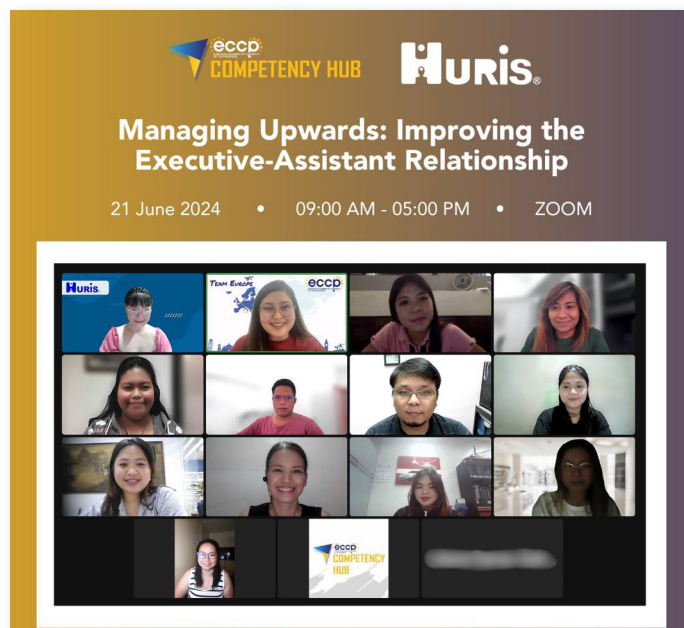 eccp
COMPETENCY HUB
HURIS®
Managing Upwards: Improving the
Executive-Assistant Relationship
21 June 2024 • 09:00 AM - 05:00 PM • ZOOM
HURIS
TEAM EUROPE
eccp
eccp
COMPETENCY
HUB